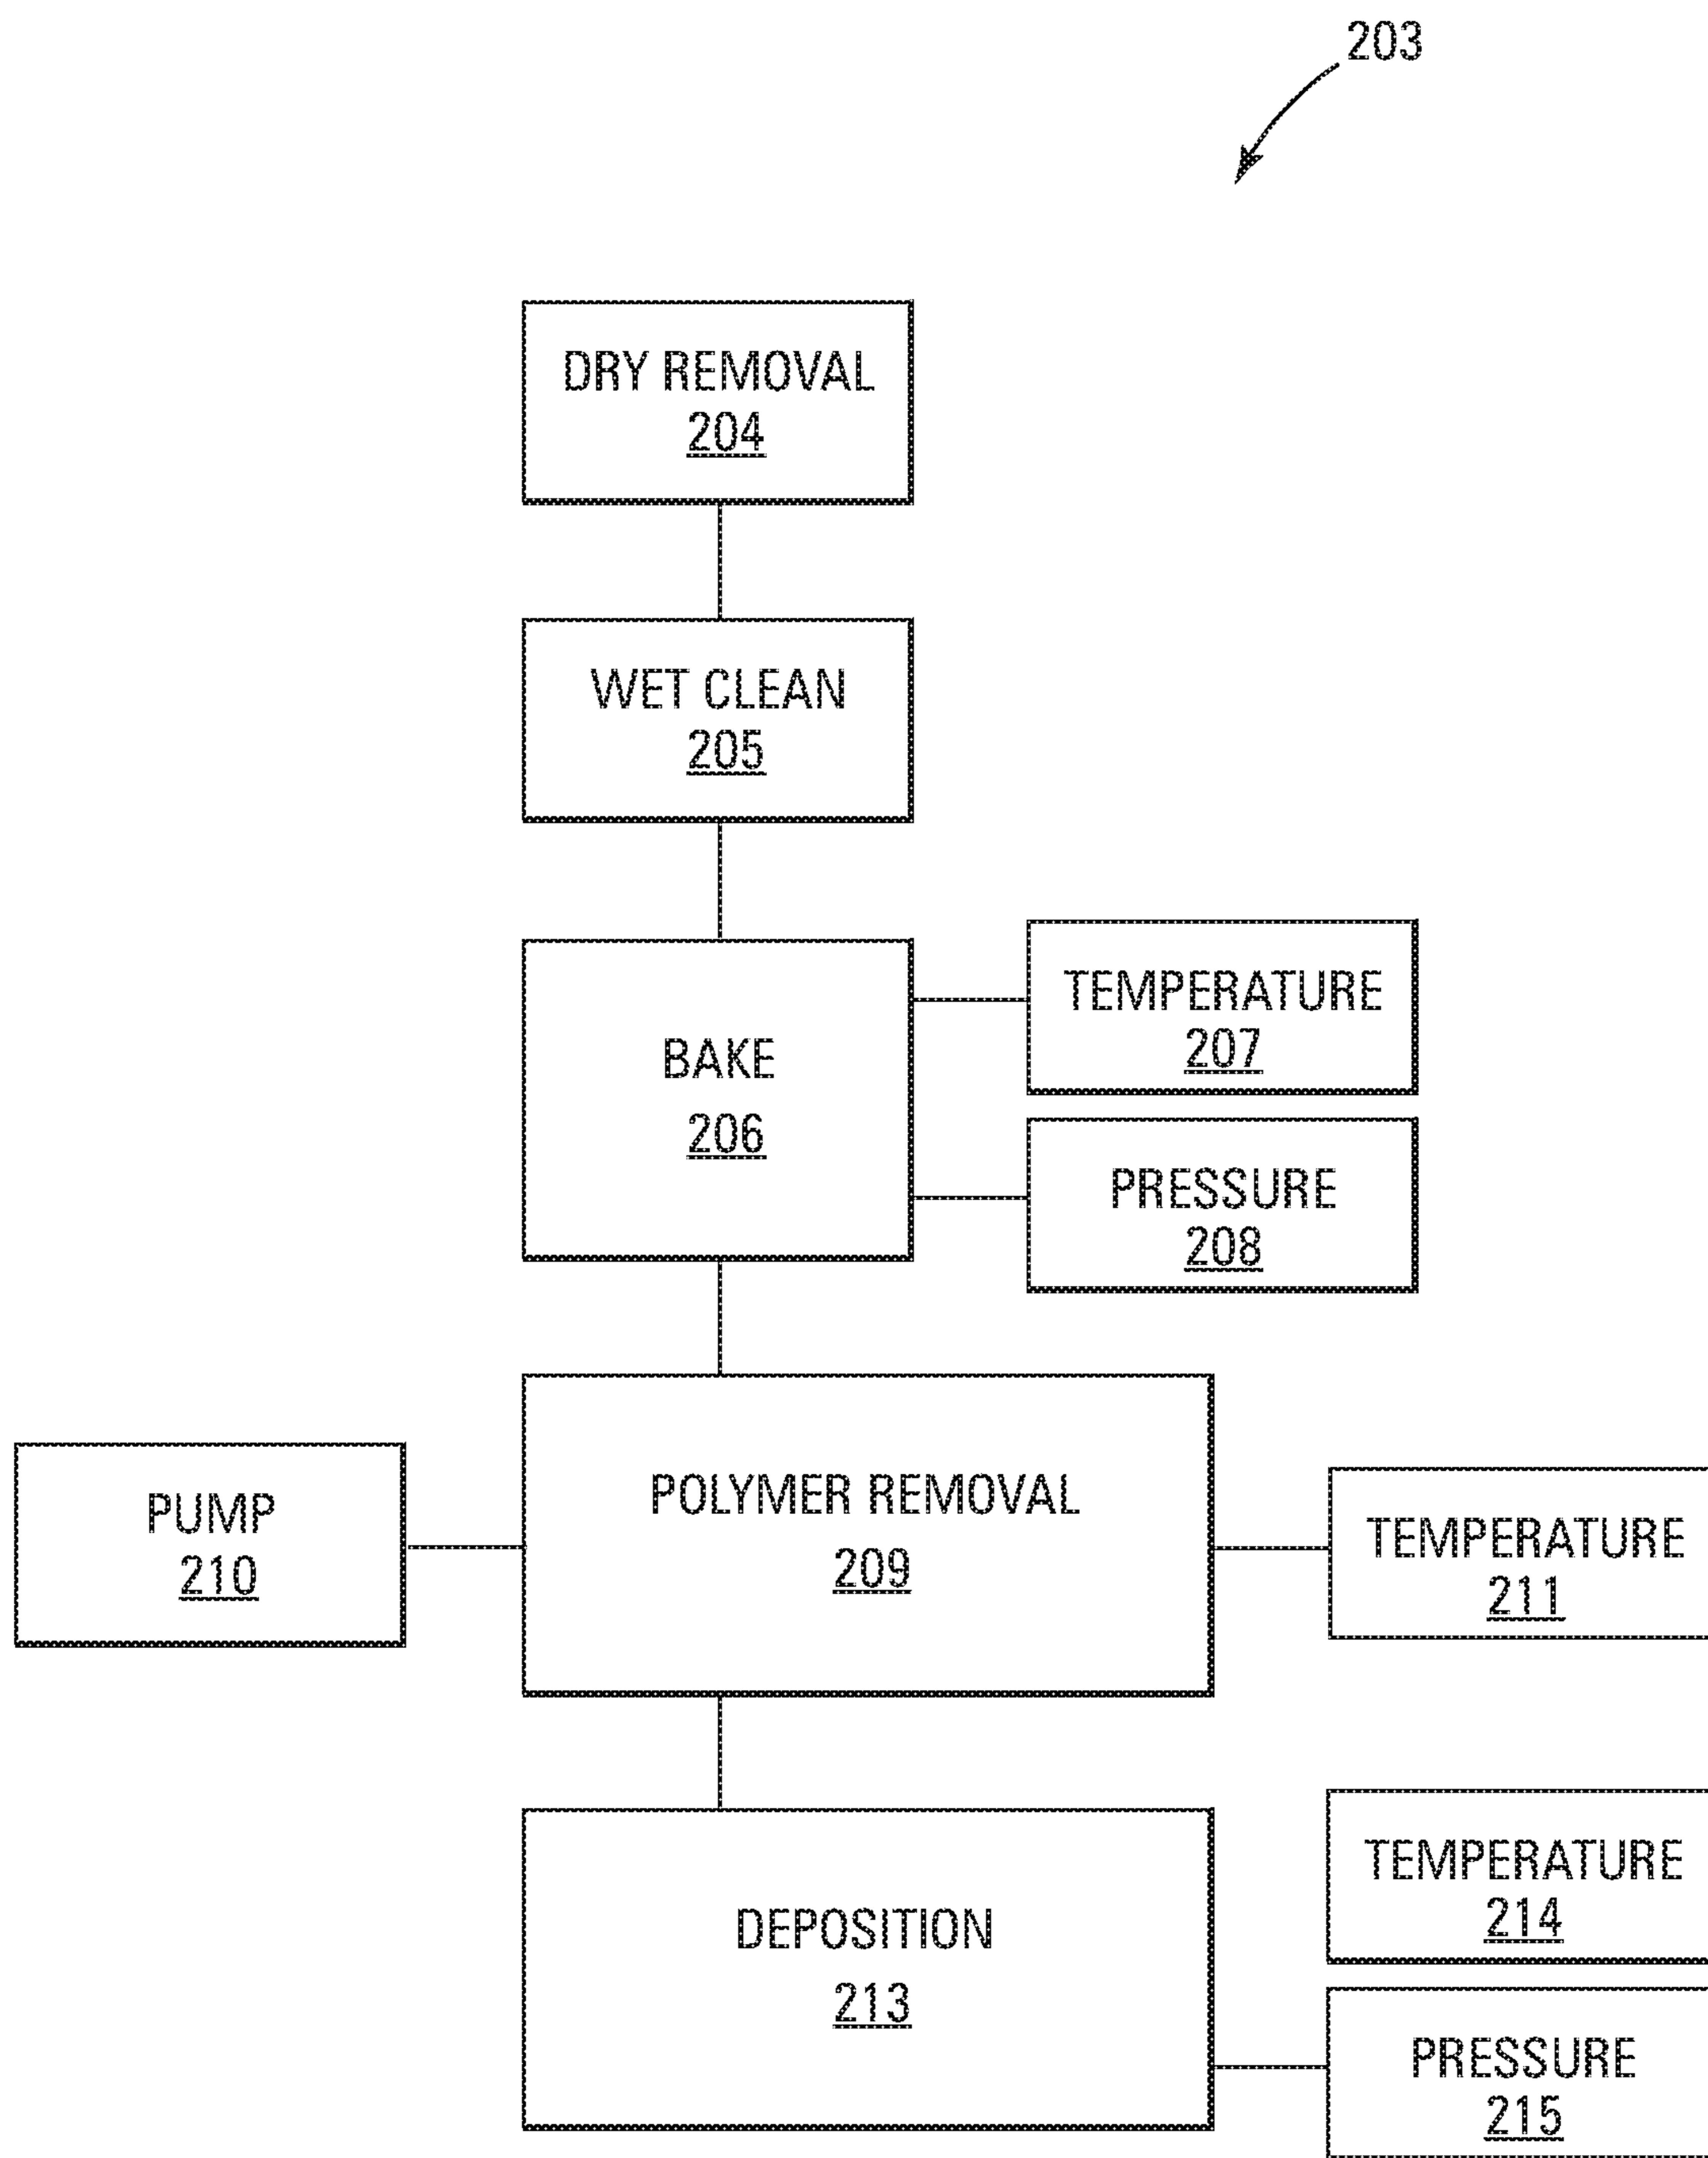 203
DRY REMOVAL
204
WET CLEAN
205
BAKE
206
TEMPERATURE
207
PRESSURE
208
PUMP
210
POLYMER REMOVAL
209
TEMPERATURE
211
DEPOSITION
213
TEMPERATURE
214
PRESSURE
215